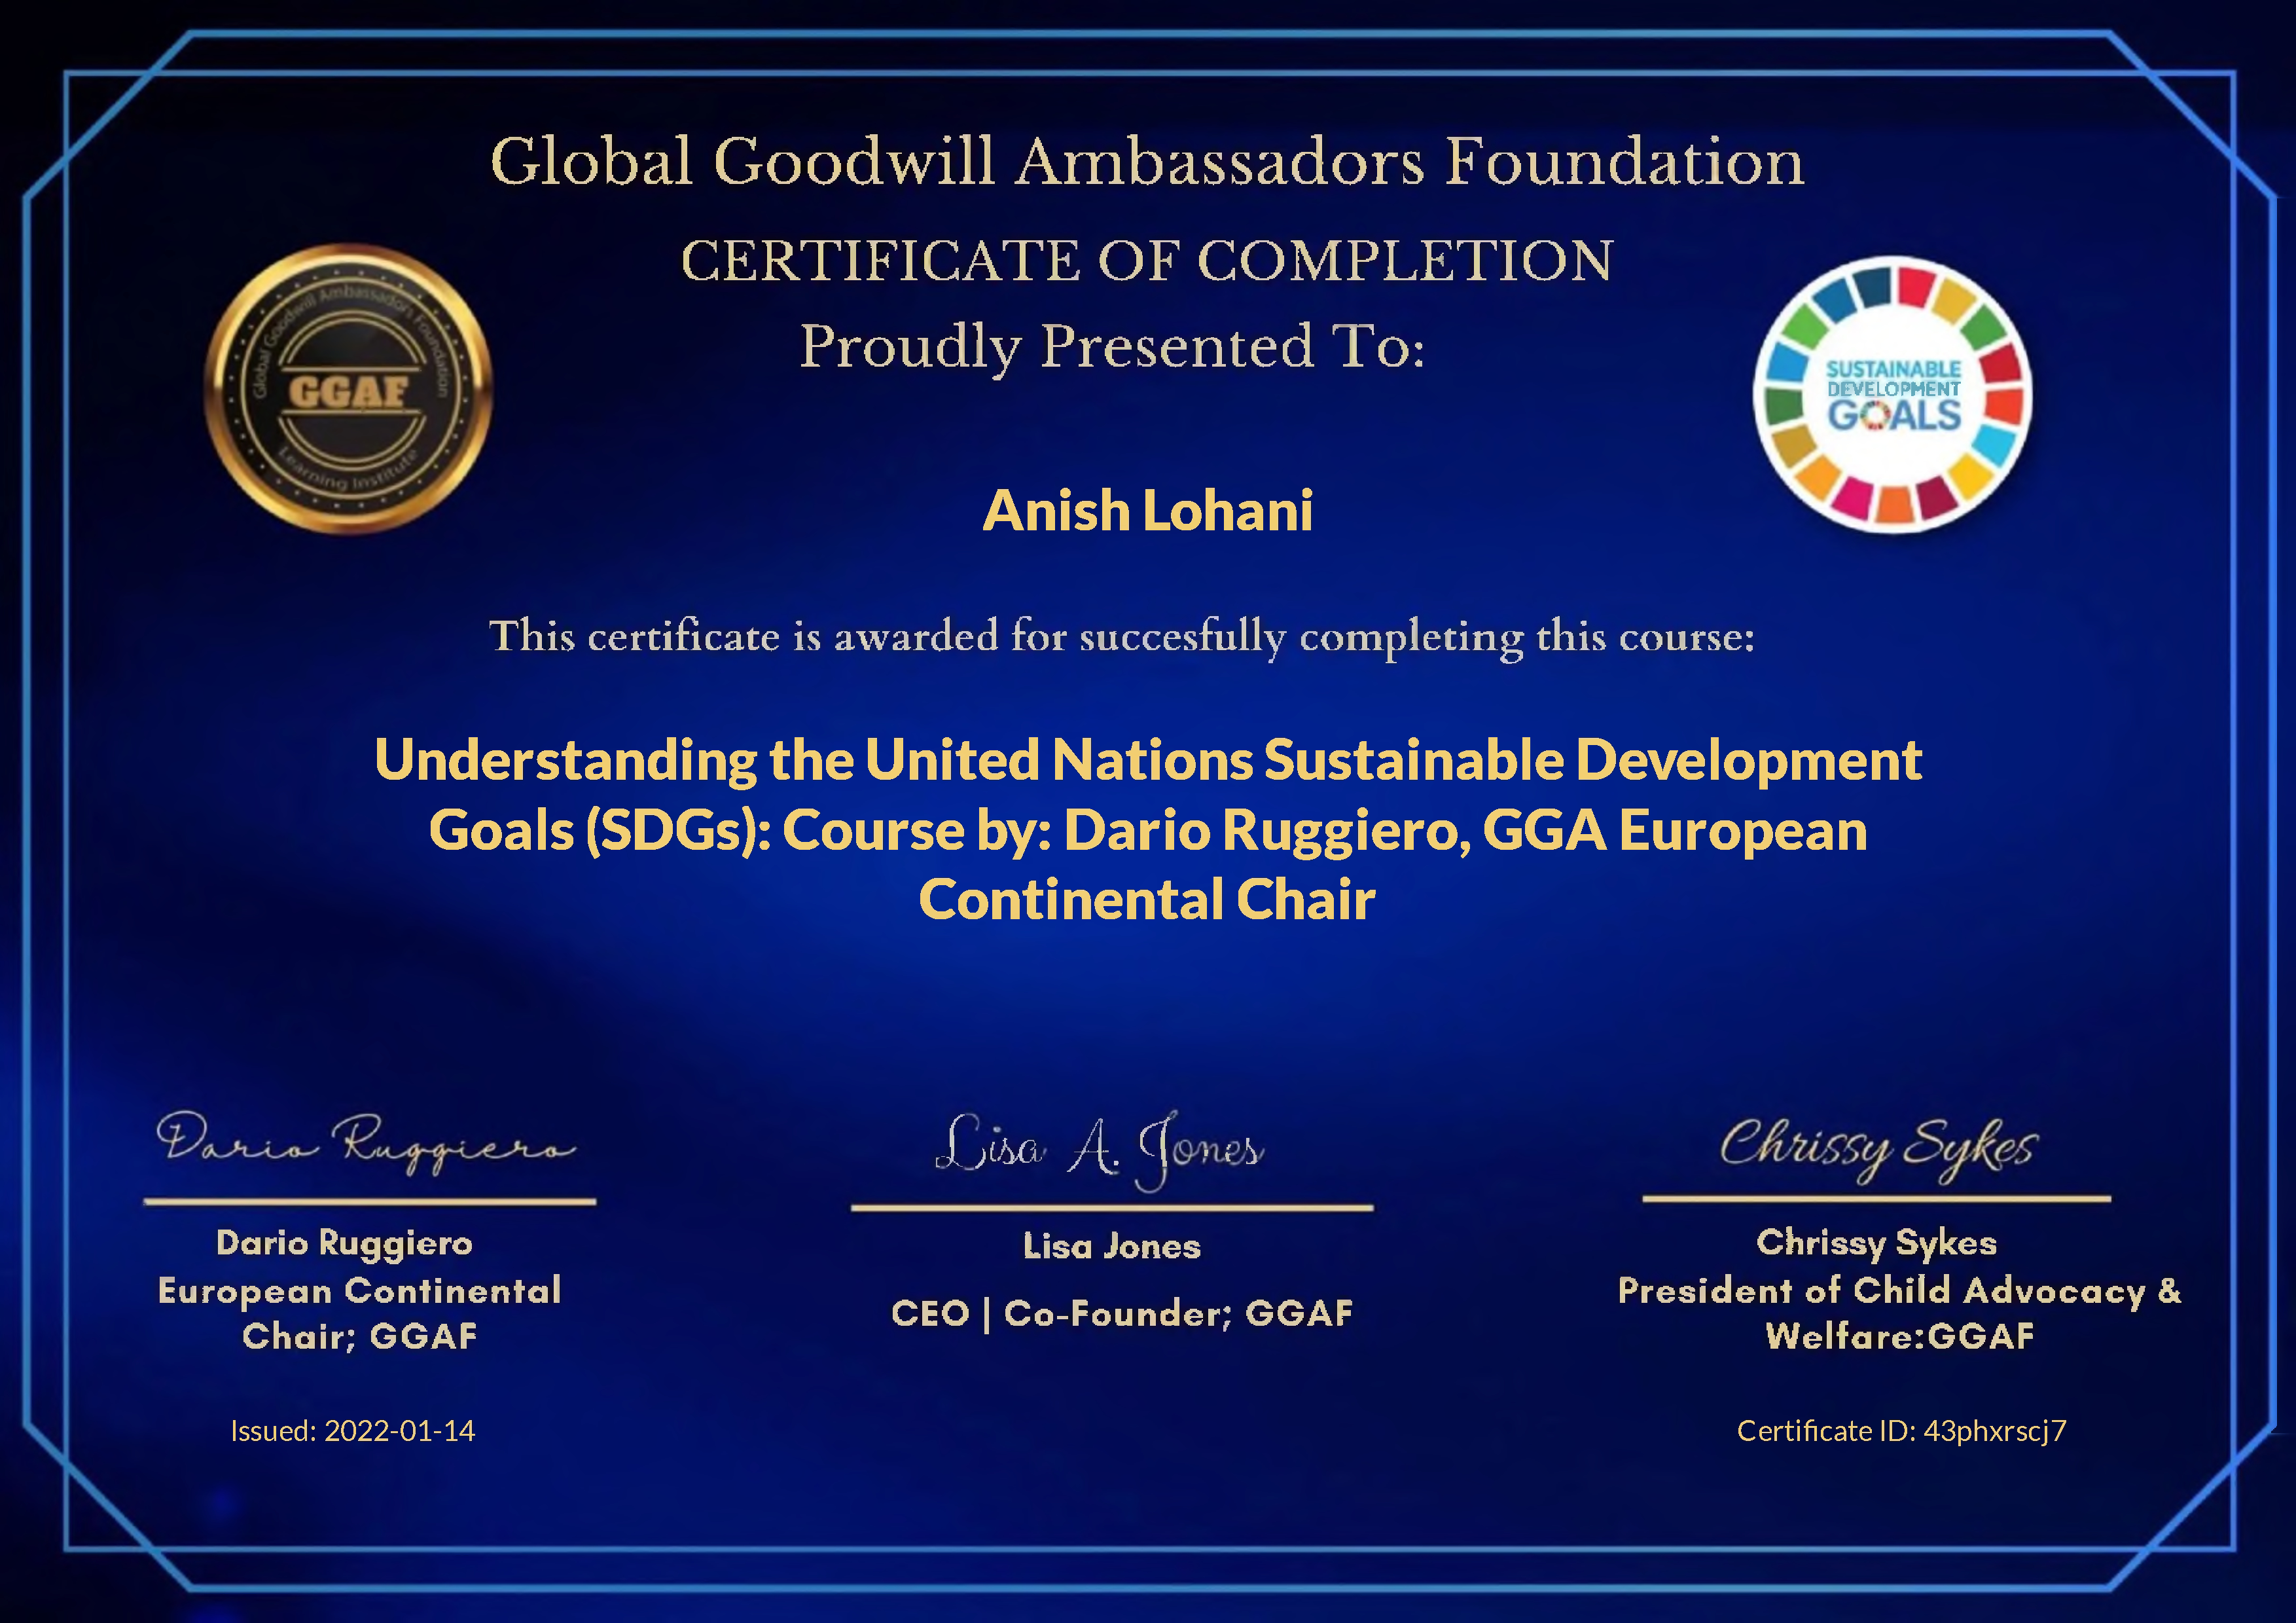 Global Goodwill Ambassadors Foundation
CERTIFICATE OF COMPLETION
Proudly Presented To:
Global Goodwill Ambassadors Foundation
GGAF
Learning Institute
SUSTAINABLE
DEVELOPMENT
GOALS
Anish Lohani
This certificate is awarded for succesfully completing this course:
Understanding the United Nations Sustainable Development
Goals (SDGs): Course by: Dario Ruggiero, GGA European
Continental Chair
Dario Ruggiero
Dario Ruggiero
European Continental
Chair; GGAF
Lisa A. Jones
Lisa Jones
CEO | Co-Founder; GGAF
Chrissy Sykes
Chrissy Sykes
President of Child Advocacy &
Welfare:GGAF
Issued: 2022-01-14
Certificate ID: 43phxrscj7